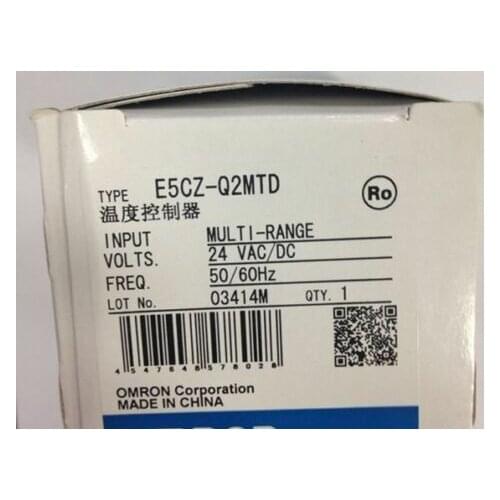 TYPE E5CZ-Q2MTD Ro
温度控制器
INPUT MULTI-RANGE
VOLTS. 24 VAC/DC
FREQ. 50/60Hz
LOT No. 03414M QTY. 1
4547648578028
OMRON Corporation
MADE IN CHINA